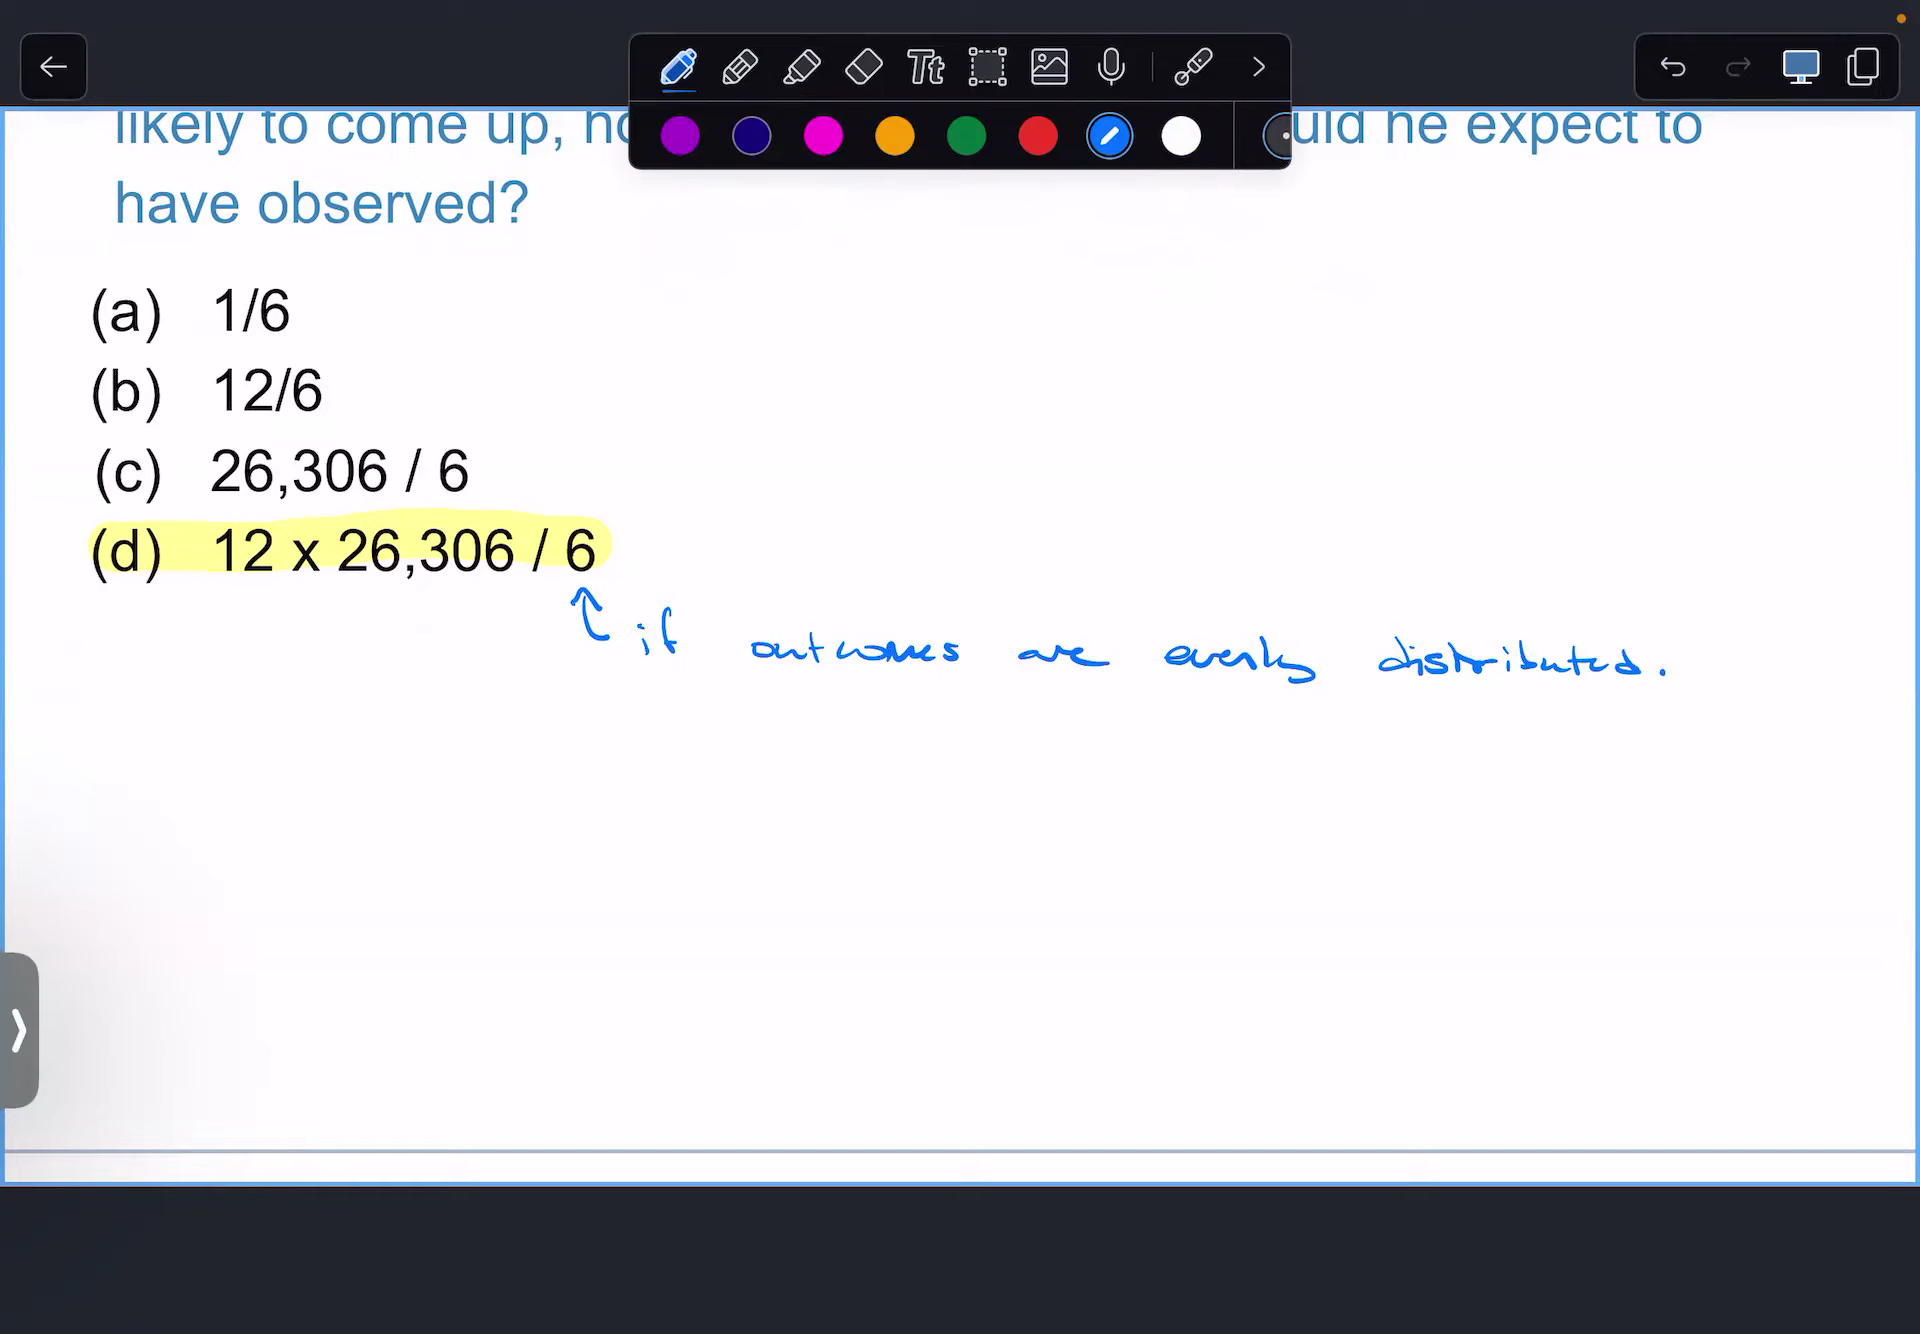 likely to come up, uld he expect to
have observed?
(a) 1/6
(b) 12/6
(c) 26,306 / 6
(d) 12 x 26,306 / 6
if outcomes are evenly distributed.
Tt